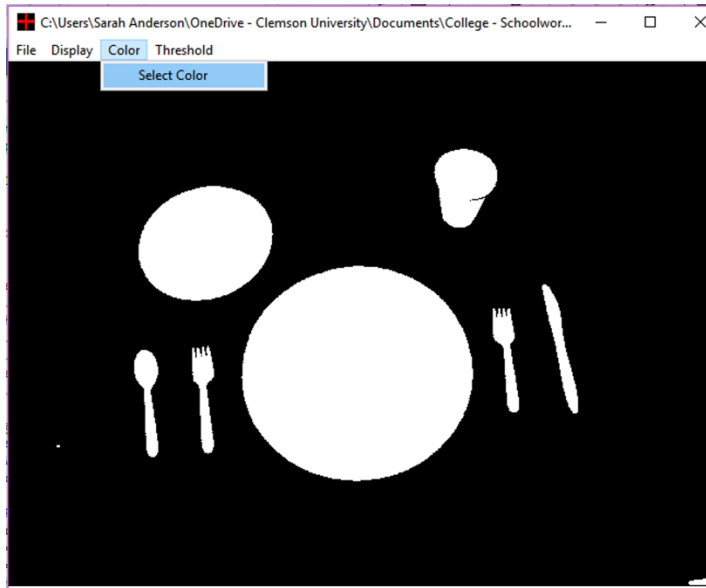 C:\Users\Sarah Anderson\OneDrive - Clemson University\Documents\College - Schoolwor...
File Display Color Threshold
Select Color